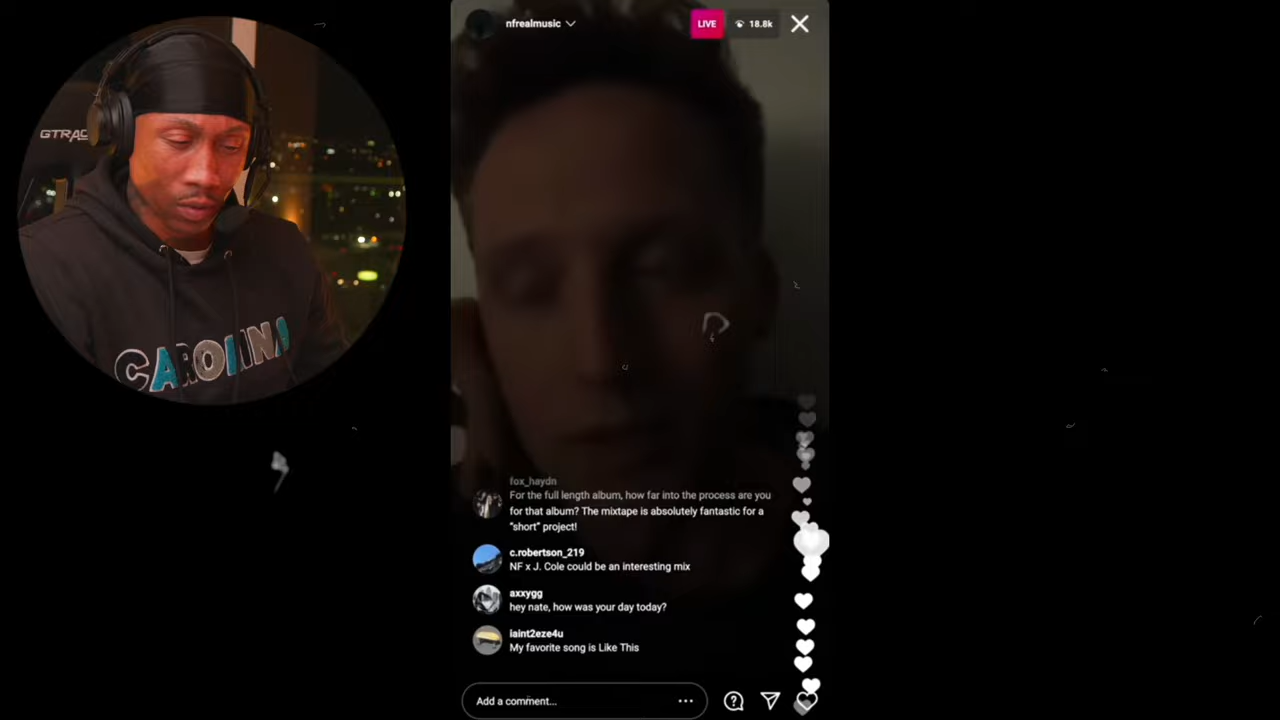 nfrealmusic
LIVE
18.8k
GTRAC
CAROLINA
fox_haydn
For the full length album, how far into the process are you
for that album? The mixtape is absolutely fantastic for a
“short” project!
c.robertson_219
NF x J. Cole could be an interesting mix
axxygg
hey nate, how was your day today?
iaint2eze4u
My favorite song is Like This
Add a comment...